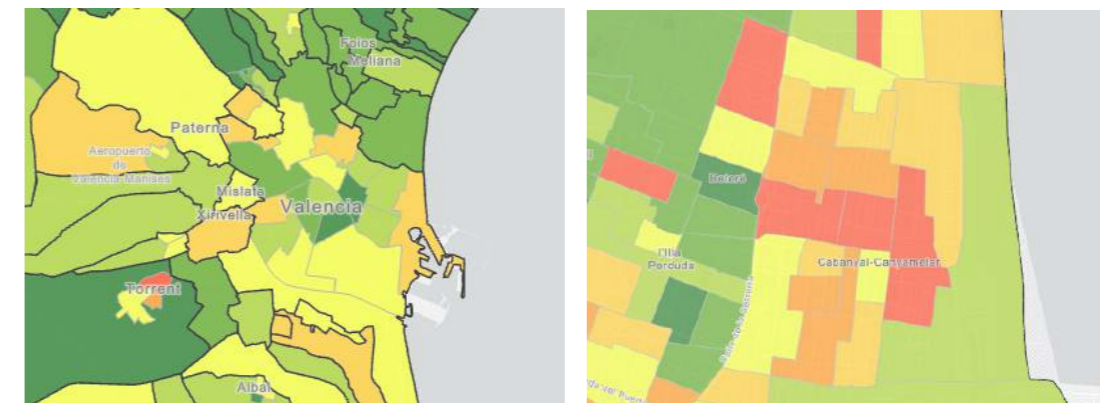 Foios
Meliana
Paterna
Aeropuerto
de
Valencia-Manises
Mislata
Xirivella
Valencia
Torrent
Albal
Beteró
l'Illa
Perduda
Cabanyal-Canyamelar